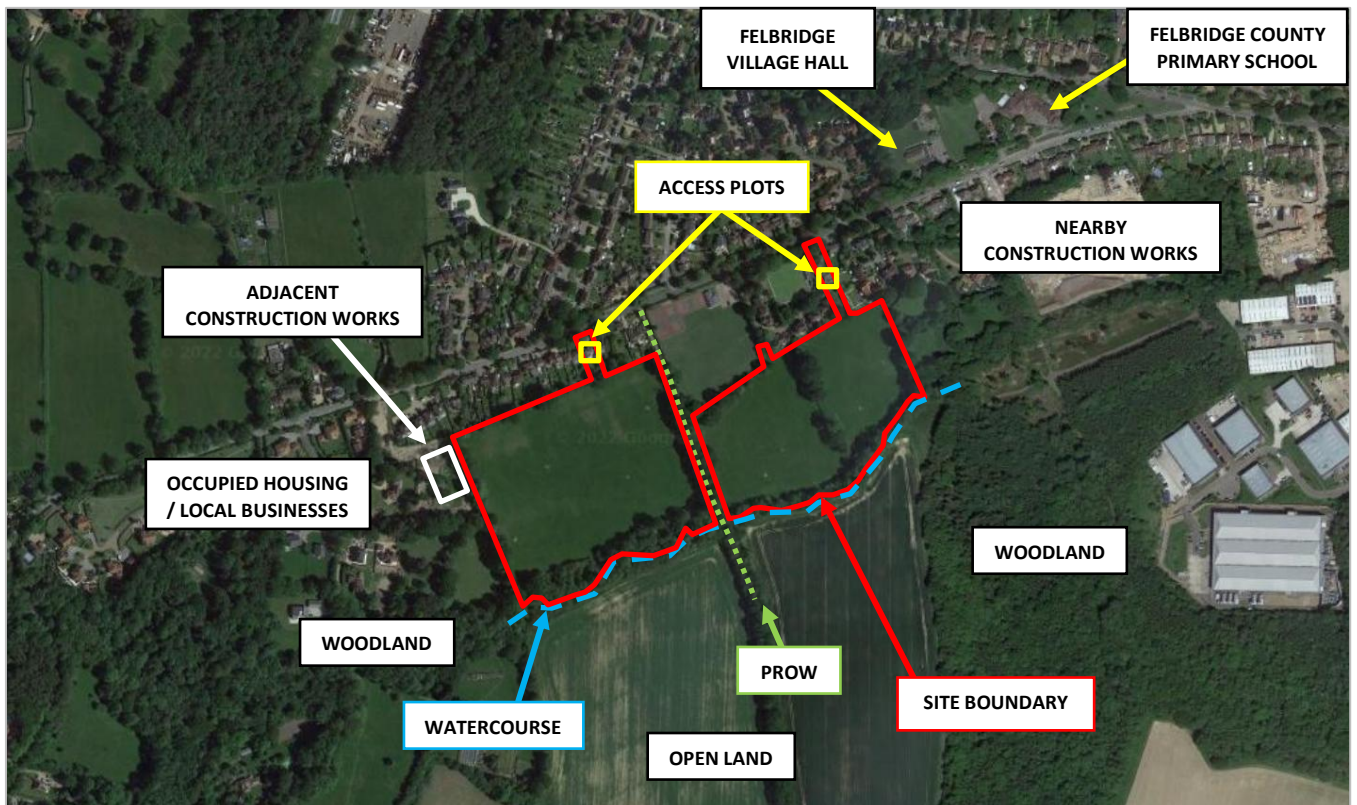 FELBRIDGE
VILLAGE HALL
FELBRIDGE COUNTY
PRIMARY SCHOOL
ACCESS PLOTS
NEARBY
CONSTRUCTION WORKS
ADJACENT
CONSTRUCTION WORKS
OCCUPIED HOUSING
/ LOCAL BUSINESSES
WOODLAND
WOODLAND
PROW
SITE BOUNDARY
WATERCOURSE
OPEN LAND